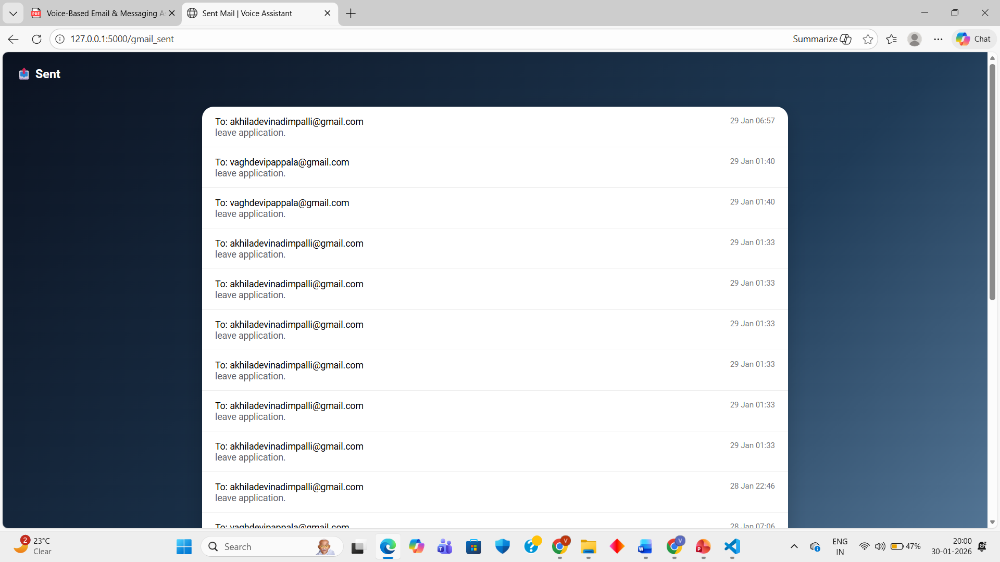 Voice-Based Email & Messaging A
Sent Mail | Voice Assistant
127.0.0.1:5000/gmail_sent
Summarize
Chat
Sent
To: akhiladevinadimpalli@gmail.com
29 Jan 06:57
leave application.
To: vaghdevipappala@gmail.com
29 Jan 01:40
leave application.
To: vaghdevipappala@gmail.com
29 Jan 01:40
leave application.
To: akhiladevinadimpalli@gmail.com
29 Jan 01:33
leave application.
To: akhiladevinadimpalli@gmail.com
29 Jan 01:33
leave application.
To: akhiladevinadimpalli@gmail.com
29 Jan 01:33
leave application.
To: akhiladevinadimpalli@gmail.com
29 Jan 01:33
leave application.
To: akhiladevinadimpalli@gmail.com
29 Jan 01:33
leave application.
To: akhiladevinadimpalli@gmail.com
29 Jan 01:33
leave application.
To: akhiladevinadimpalli@gmail.com
28 Jan 22:46
leave application.
To: vaghdevipappala@gmail.com
28 Jan 07:06
2
23°C
Clear
Search
ENG
IN
47%
20:00
30-01-2026